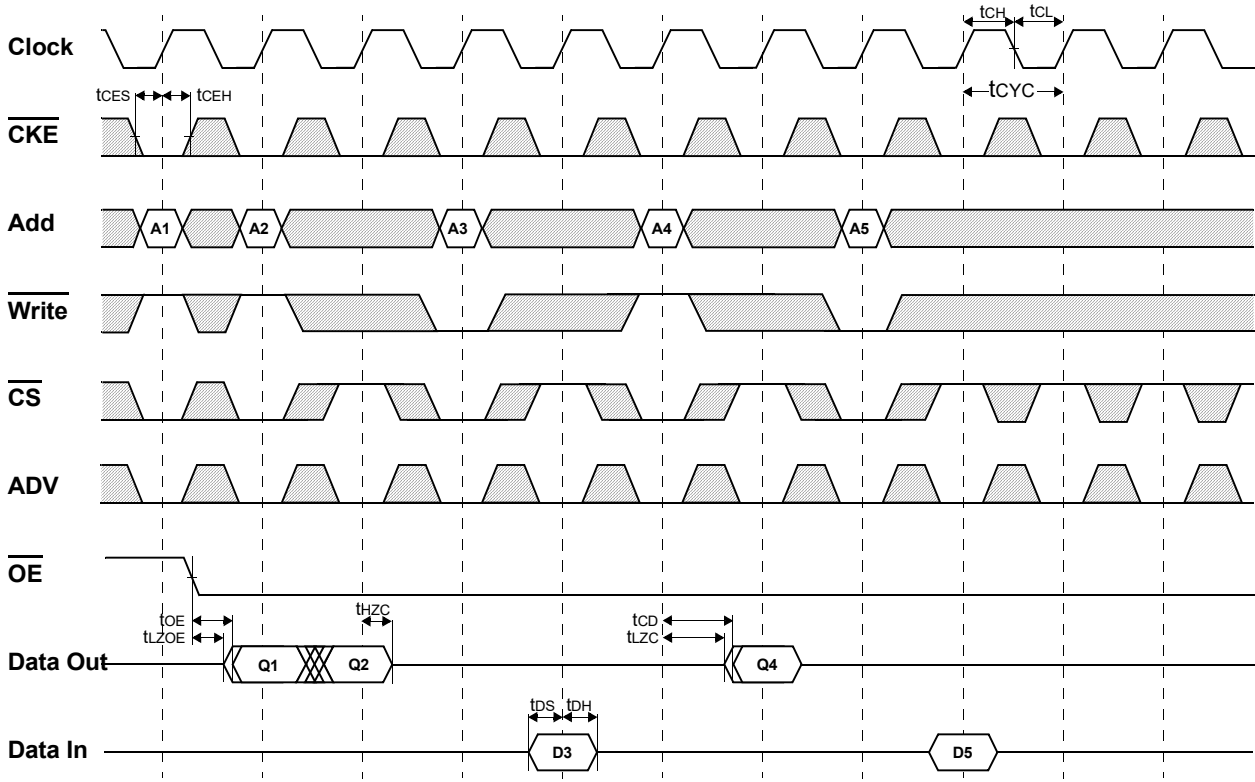 tCH tCL
Clock
tCYC
tCES tCEH
CKE
Add A1 A2 A3 A4 A5
Write
CS
ADV
OE
tOE tHZC tCD
tLZOE tLZC
Data Out Q1 Q2 Q4
tDS tDH
Data In D3 D5